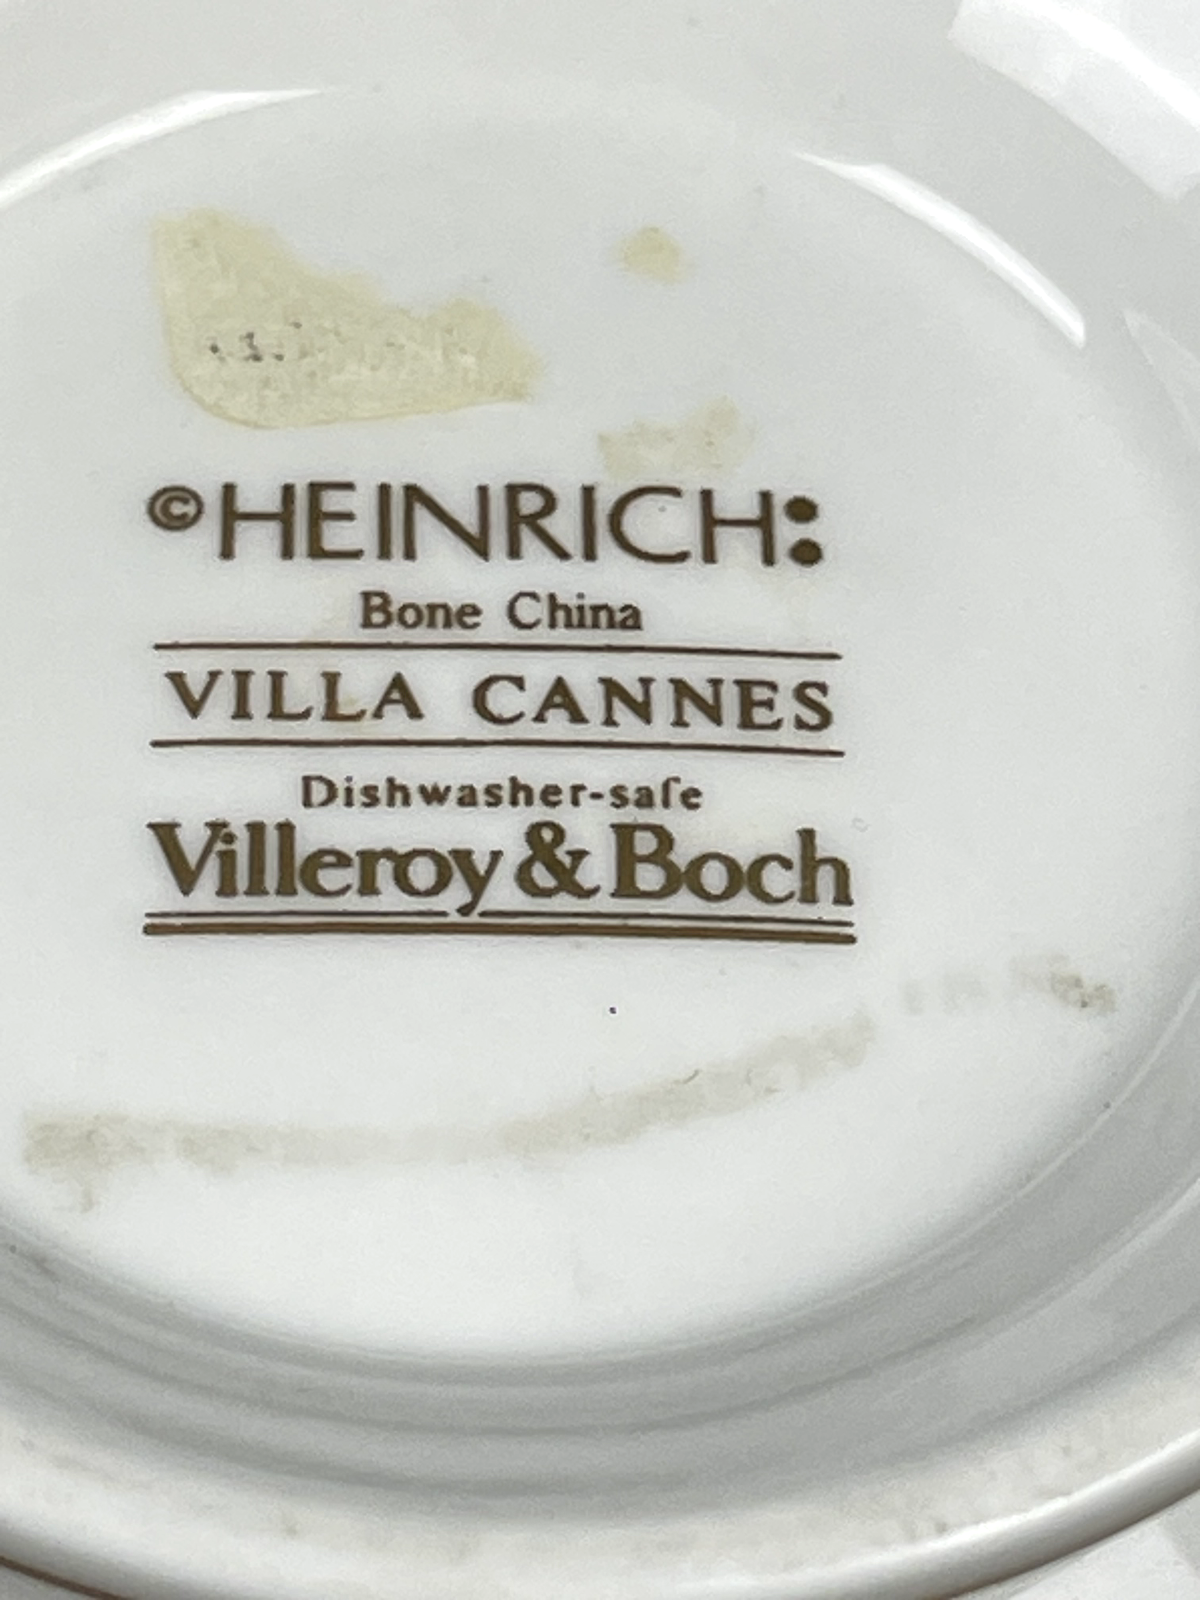 ©HEINRICH:
Bone China
VILLA CANNES
Dishwasher-safe
Villeroy & Boch